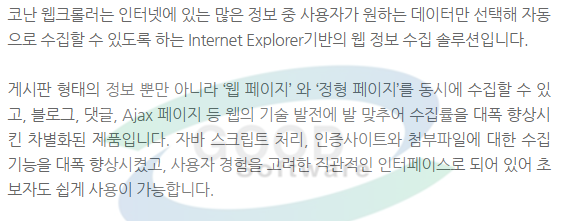 코난 웹크롤러는 인터넷에 있는 많은 정보 중 사용자가 원하는 데이터만 선택해 자동
으로 수집할 수 있도록 하는 Internet Explorer기반의 웹 정보 수집 솔루션입니다.
게시판 형태의 정보 뿐만 아니라 ‘웹 페이지’ 와 ‘정형 페이지’를 동시에 수집할 수 있
고, 블로그, 댓글, Ajax 페이지 등 웹의 기술 발전에 발 맞추어 수집률을 대폭 향상시
킨 차별화된 제품입니다. 자바 스크립트 처리, 인증사이트와 첨부파일에 대한 수집
기능을 대폭 향상시켰고, 사용자 경험을 고려한 직관적인 인터페이스로 되어 있어 초
보자도 쉽게 사용이 가능합니다.
GOOD
Software